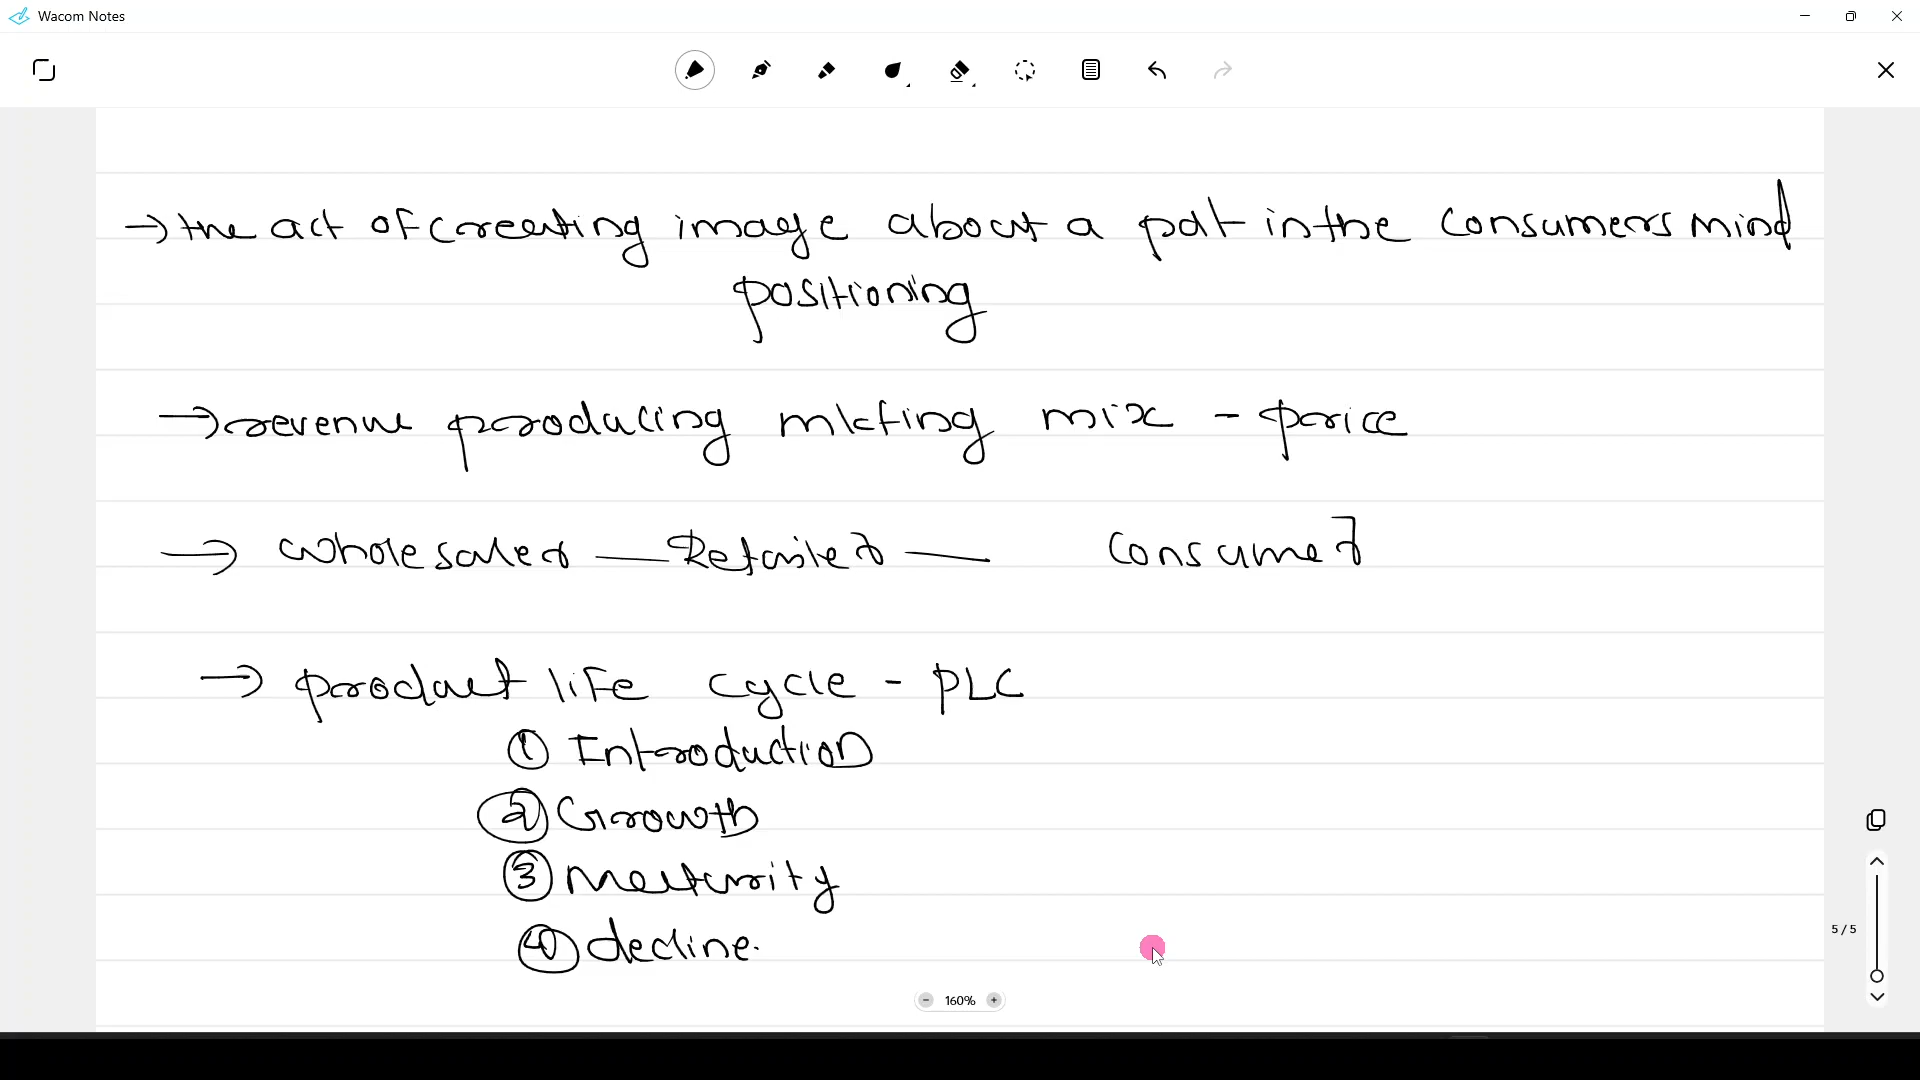 Wacom Notes
→ the act of creating image about a pdt in the consumers mind
positioning
→ revenue producing mkting mix - price
→ wholesaler — Retailer — Consumer
→ product life cycle - PLC
① Introduction
② Growth
③ Maturity
④ decline.
5 / 5
160%